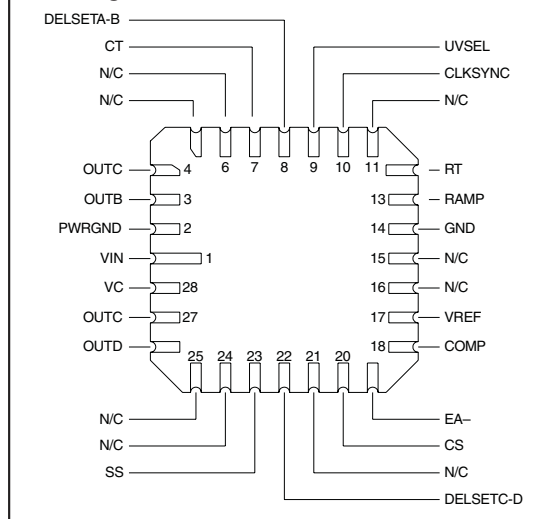 DELSETA-B
CT
N/C
N/C
UVSEL
CLKSYNC
N/C
6 7 8 9 10 11
OUTC 4 RT
OUTB 3 13 RAMP
PWRGND 2 14 GND
VIN 1 15 N/C
VC 28 16 N/C
OUTC 27 17 VREF
OUTD 18 COMP
25 24 23 22 21 20
N/C
N/C
SS
EA–
CS
N/C
DELSETC-D